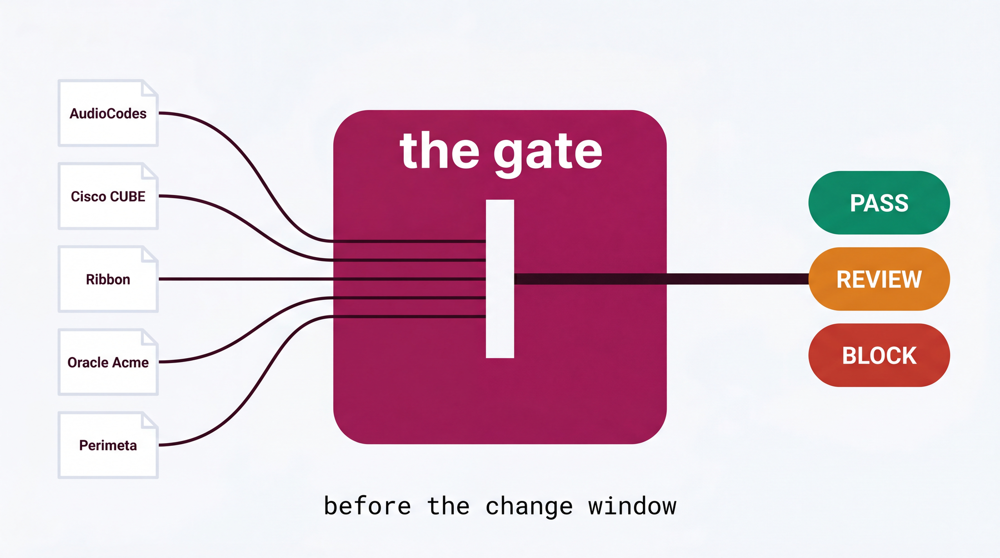 AudioCodes
Cisco CUBE
Ribbon
Oracle Acme
Perimeta
the gate
PASS
REVIEW
BLOCK
before the change window